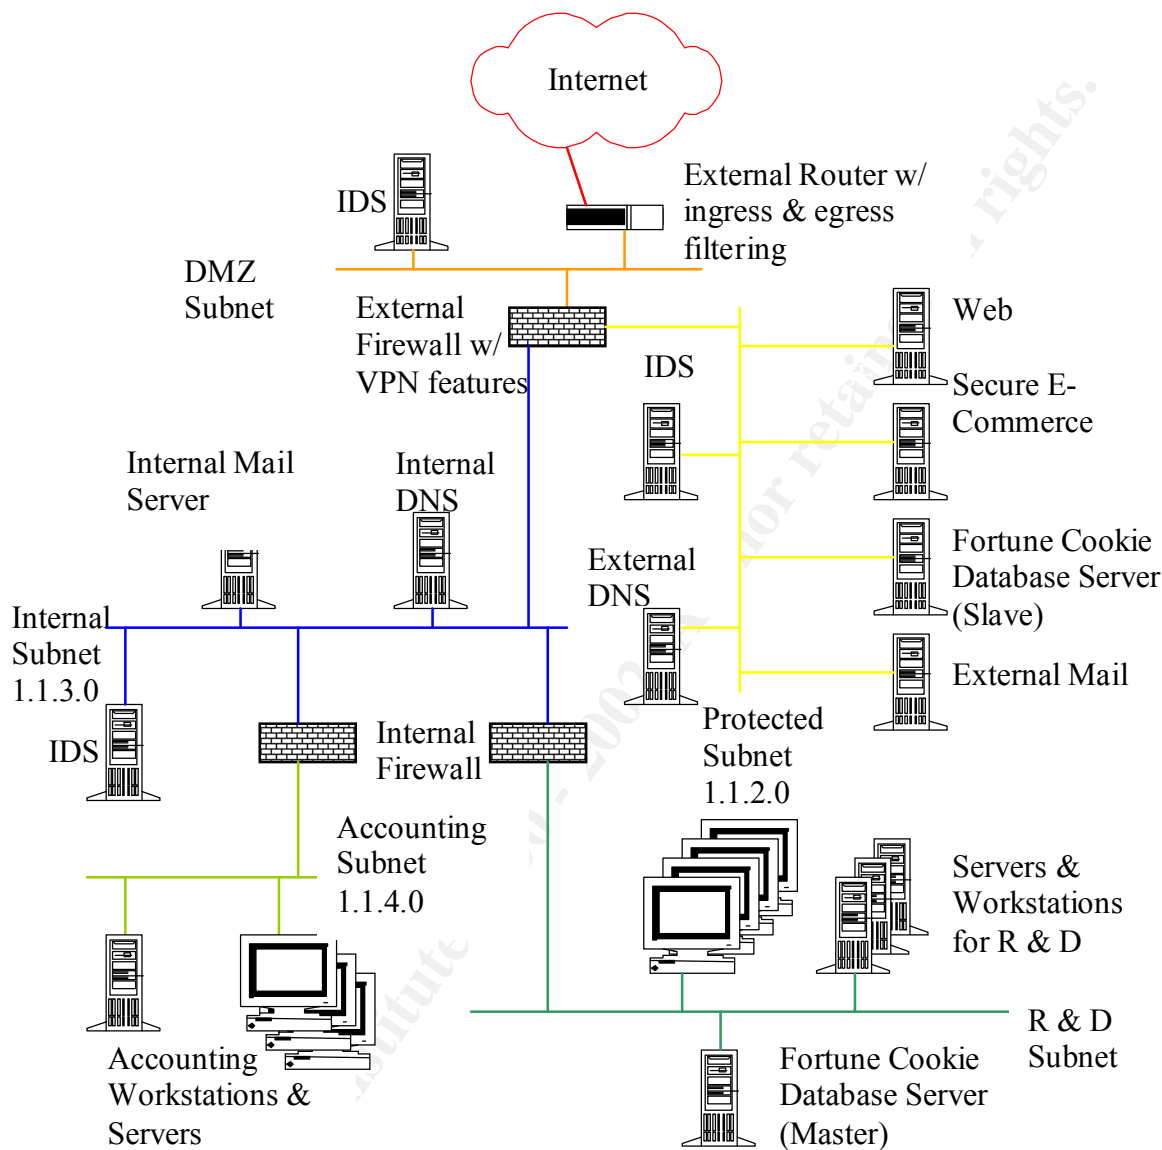 Internet
IDS
External Router w/
ingress & egress
filtering
DMZ
Subnet
External
Firewall w/
VPN features
Web
IDS
Secure E-
Commerce
Internal Mail
Server
Internal
DNS
External
DNS
Fortune Cookie
Database Server
(Slave)
Internal
Subnet
1.1.3.0
External Mail
IDS
Internal
Firewall
Protected
Subnet
1.1.2.0
Accounting
Subnet
1.1.4.0
Servers &
Workstations
for R & D
R & D
Subnet
Accounting
Workstations &
Servers
Fortune Cookie
Database Server
(Master)
nor retain
rights.